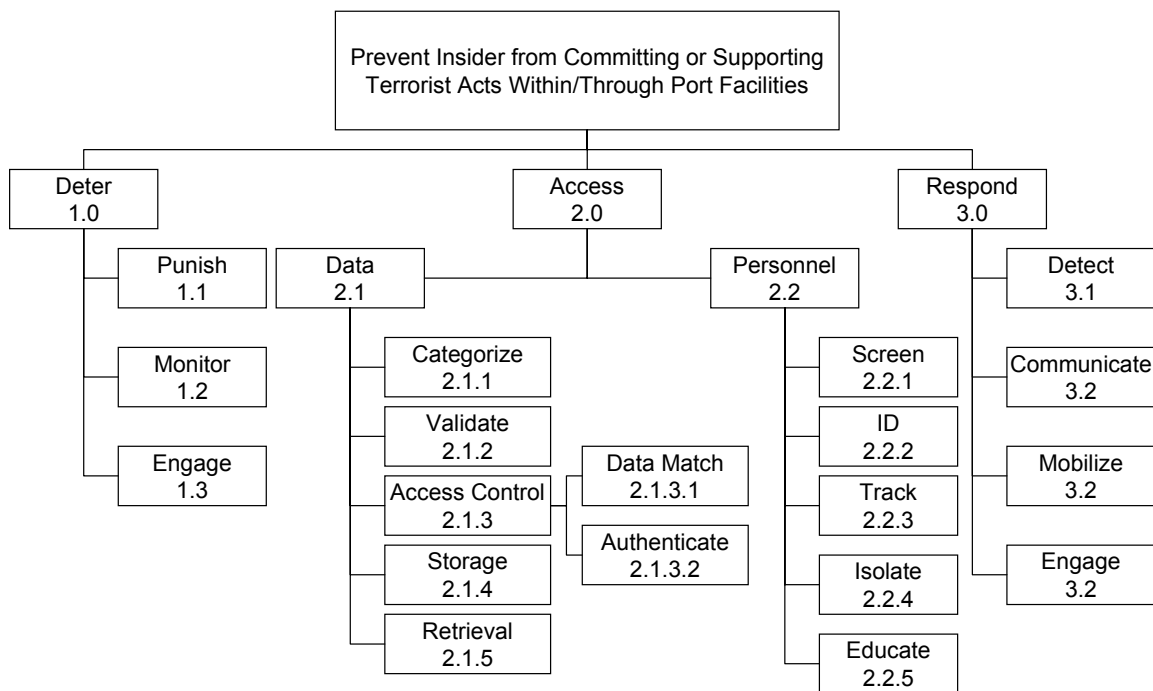 Prevent Insider from Committing or Supporting
Terrorist Acts Within/Through Port Facilities
Deter
1.0
Access
2.0
Respond
3.0
Punish
1.1
Monitor
1.2
Engage
1.3
Data
2.1
Categorize
2.1.1
Validate
2.1.2
Access Control
2.1.3
Data Match
2.1.3.1
Authenticate
2.1.3.2
Storage
2.1.4
Retrieval
2.1.5
Personnel
2.2
Screen
2.2.1
ID
2.2.2
Track
2.2.3
Isolate
2.2.4
Educate
2.2.5
Detect
3.1
Communicate
3.2
Mobilize
3.2
Engage
3.2